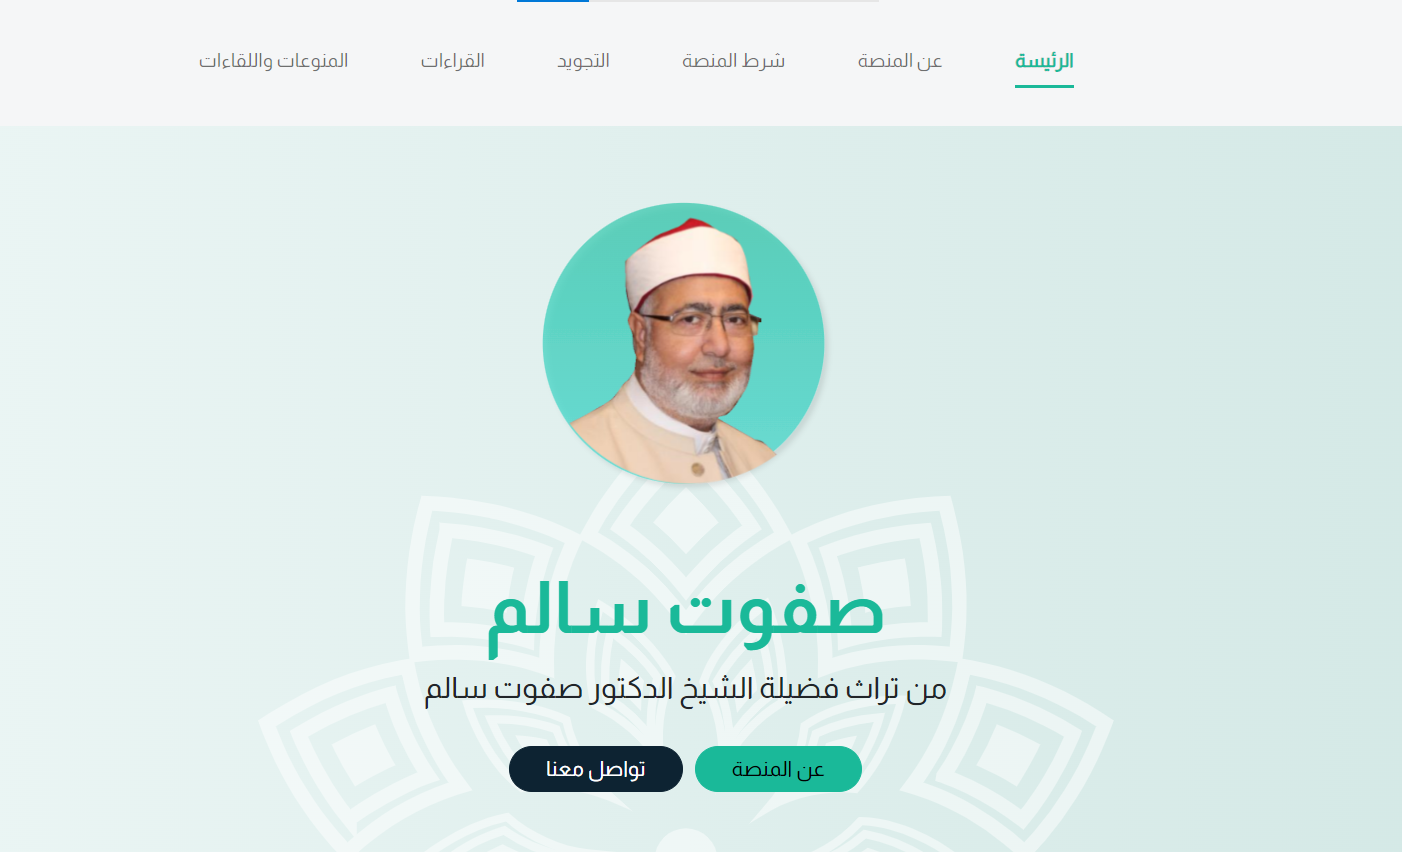 الرئيسة عن المنصة شرط المنصة التجويد القراءات المنوعات واللقاءات
صفوت سالم
من تراث فضيلة الشيخ الدكتور صفوت سالم
عن المنصة تواصل معنا